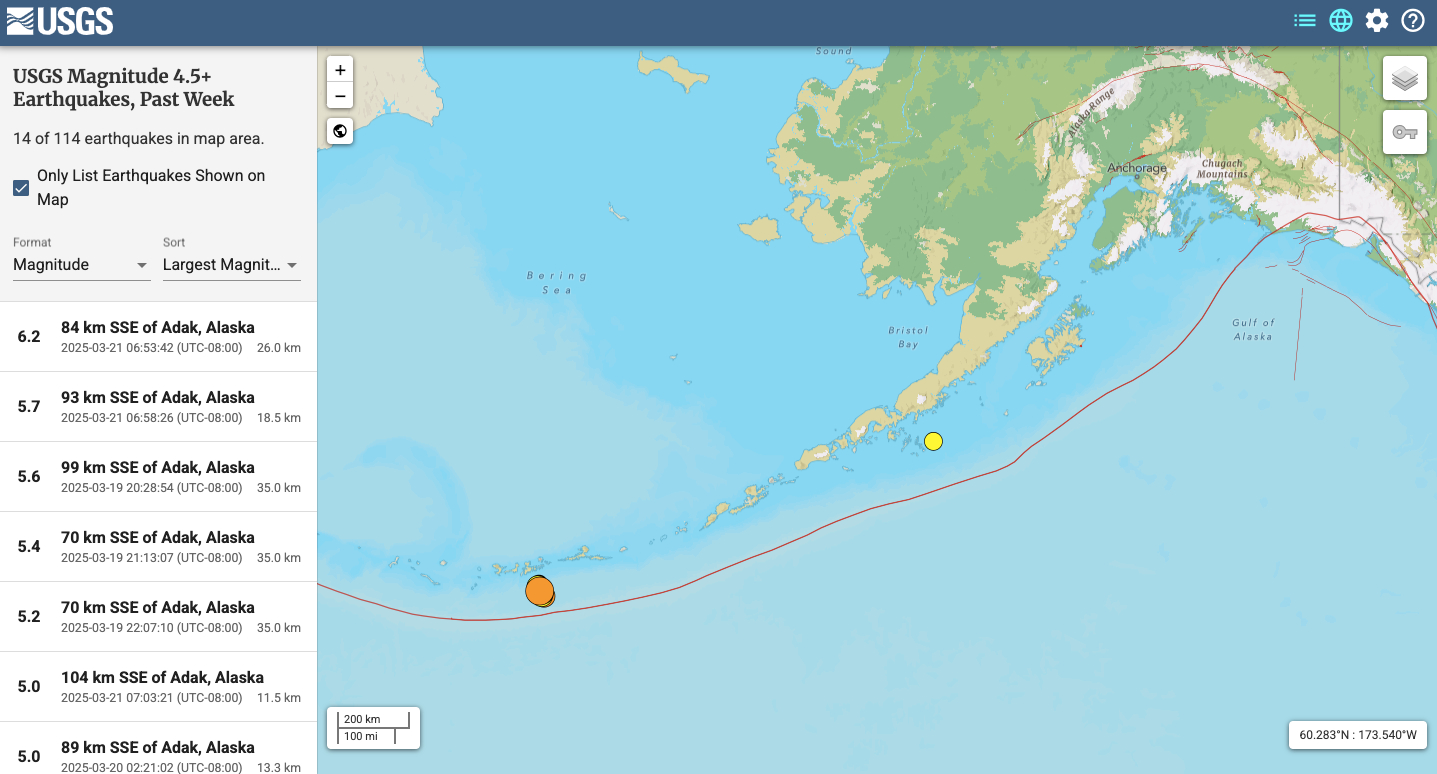 USGS
USGS Magnitude 4.5+
Earthquakes, Past Week
14 of 114 earthquakes in map area.
Only List Earthquakes Shown on
Map
Format
Magnitude
Sort
Largest Magnit...
6.2
84 km SSE of Adak, Alaska
2025-03-21 06:53:42 (UTC-08:00) 26.0 km
5.7
93 km SSE of Adak, Alaska
2025-03-21 06:58:26 (UTC-08:00) 18.5 km
5.6
99 km SSE of Adak, Alaska
2025-03-19 20:28:54 (UTC-08:00) 35.0 km
5.4
70 km SSE of Adak, Alaska
2025-03-19 21:13:07 (UTC-08:00) 35.0 km
5.2
70 km SSE of Adak, Alaska
2025-03-19 22:07:10 (UTC-08:00) 35.0 km
5.0
104 km SSE of Adak, Alaska
2025-03-21 07:03:21 (UTC-08:00) 11.5 km
5.0
89 km SSE of Adak, Alaska
2025-03-20 02:21:02 (UTC-08:00) 13.3 km
+
−
Sound
Alaska Range
Anchorage
Chugach
Mountains
Bering
Sea
Bristol
Bay
Gulf of
Alaska
200 km
100 mi
60.283°N : 173.540°W